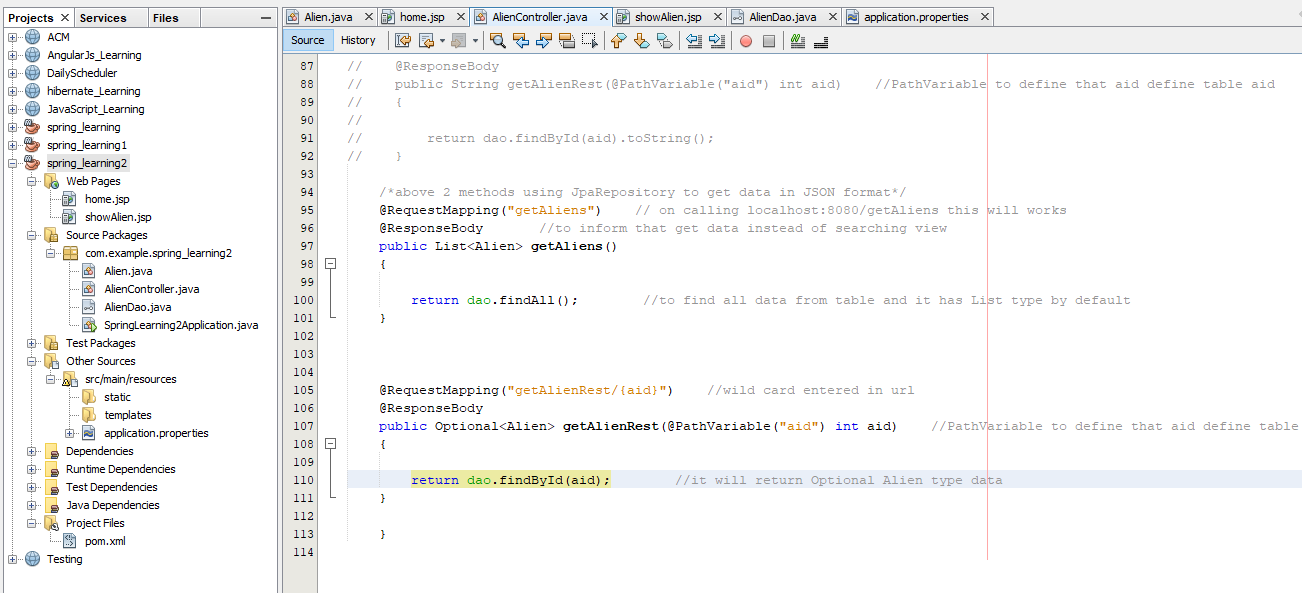 Projects Services Files
ACM
AngularJs_Learning
DailyScheduler
hibernate_Learning
JavaScript_Learning
spring_learning
spring_learning1
spring_learning2
Web Pages
home.jsp
showAlien.jsp
Source Packages
com.example.spring_learning2
Alien.java
AlienController.java
AlienDao.java
SpringLearning2Application.java
Test Packages
Other Sources
src/main/resources
static
templates
application.properties
Dependencies
Runtime Dependencies
Test Dependencies
Java Dependencies
Project Files
pom.xml
Testing
Alien.java home.jsp AlienController.java showAlien.jsp AlienDao.java application.properties
Source History
87 // @ResponseBody
88 // public String getAlienRest(@PathVariable("aid") int aid) //PathVariable to define that aid define table aid
89 // {
90 //
91 // return dao.findById(aid).toString();
92 // }
93
94 /*above 2 methods using JpaRepository to get data in JSON format*/
95 @RequestMapping("getAliens") // on calling localhost:8080/getAliens this will works
96 @ResponseBody //to inform that get data instead of searching view
97 public List<Alien> getAliens()
98 {
99
100 return dao.findAll(); //to find all data from table and it has List type by default
101 }
102
103
104
105 @RequestMapping("getAlienRest/{aid}") //wild card entered in url
106 @ResponseBody
107 public Optional<Alien> getAlienRest(@PathVariable("aid") int aid) //PathVariable to define that aid define table
108 {
109
110 return dao.findById(aid); //it will return Optional Alien type data
111 }
112
113 }
114